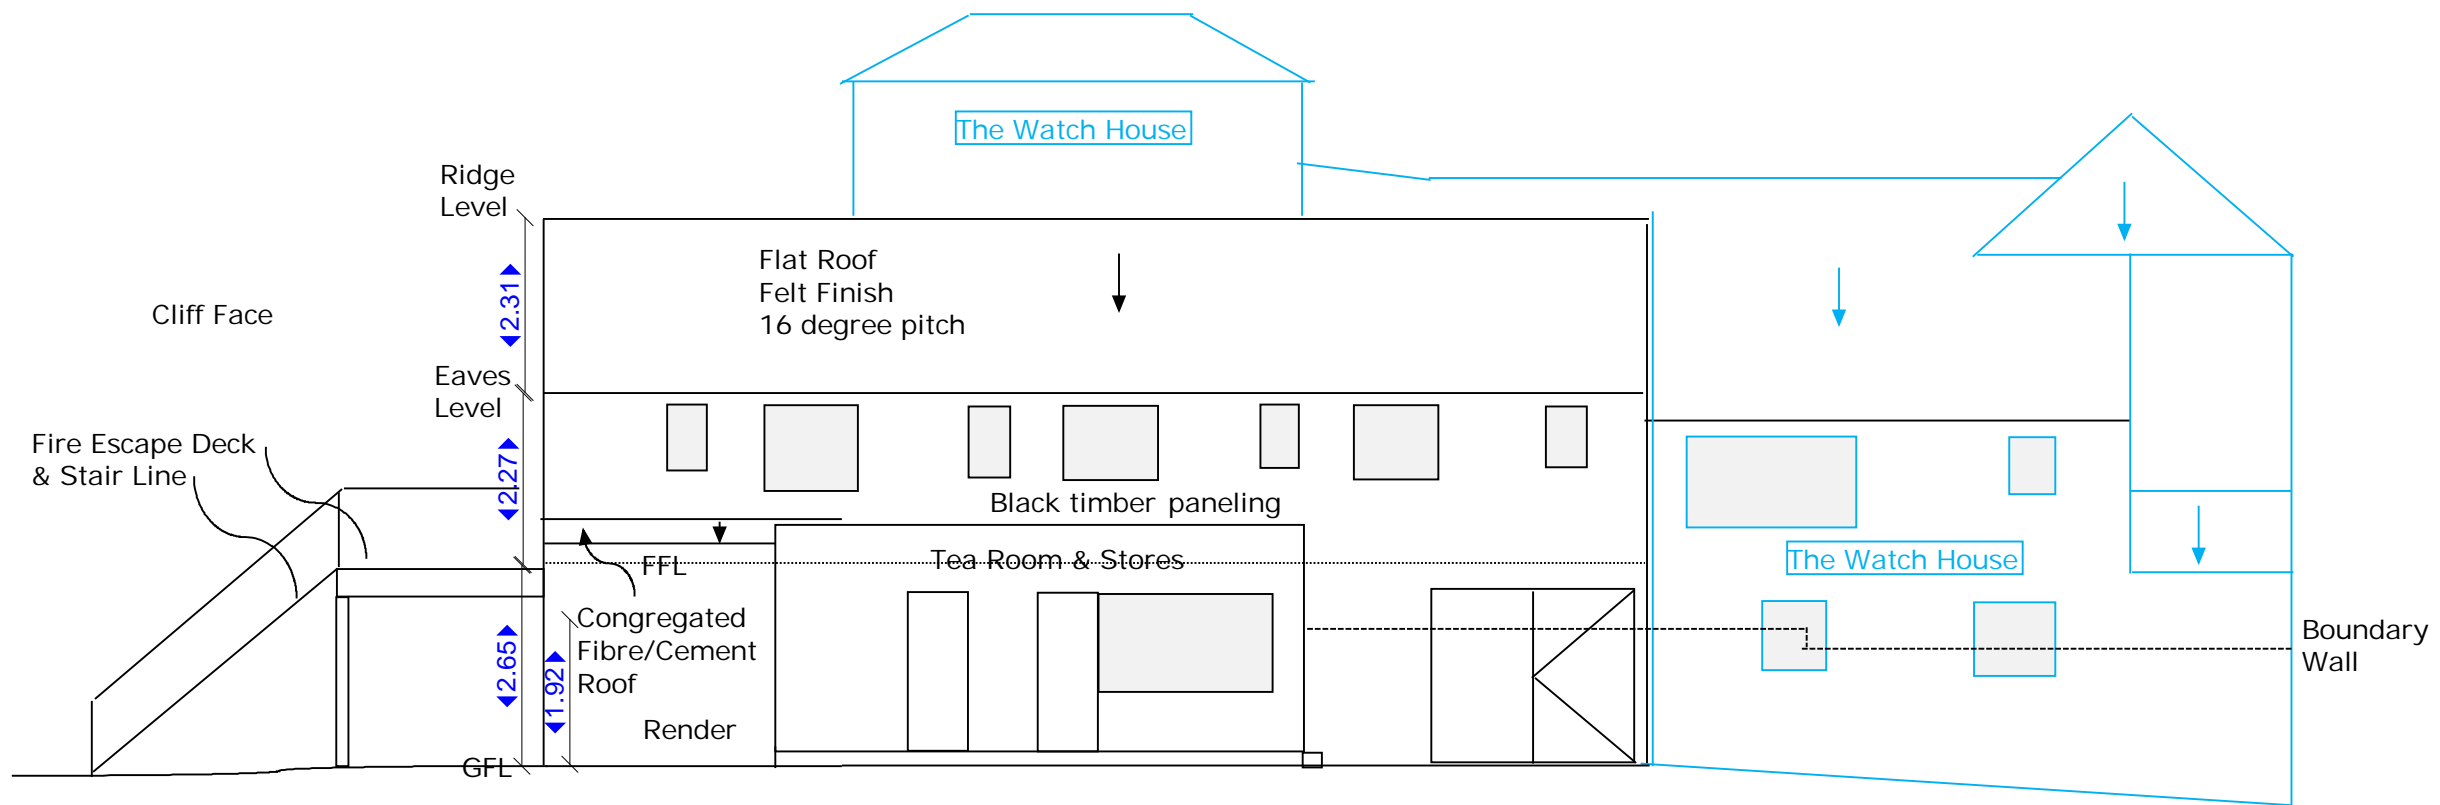 The Watch House
Ridge
Level
Flat Roof
Felt Finish
16 degree pitch
2.31
Cliff Face
Eaves
Level
Fire Escape Deck
& Stair Line
2.27
Black timber paneling
FFL
Tea Room & Stores
The Watch House
Congregated
Fibre/Cement
Roof
2.65
1.92
Boundary
Wall
Render
GFL